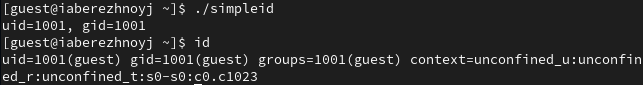 [guest@iaberezhnoyj ~]$ ./simpleid
uid=1001, gid=1001
[guest@iaberezhnoyj ~]$ id
uid=1001(guest) gid=1001(guest) groups=1001(guest) context=unconfined_u:unconfin
ed_r:unconfined_t:s0-s0:c0.c1023